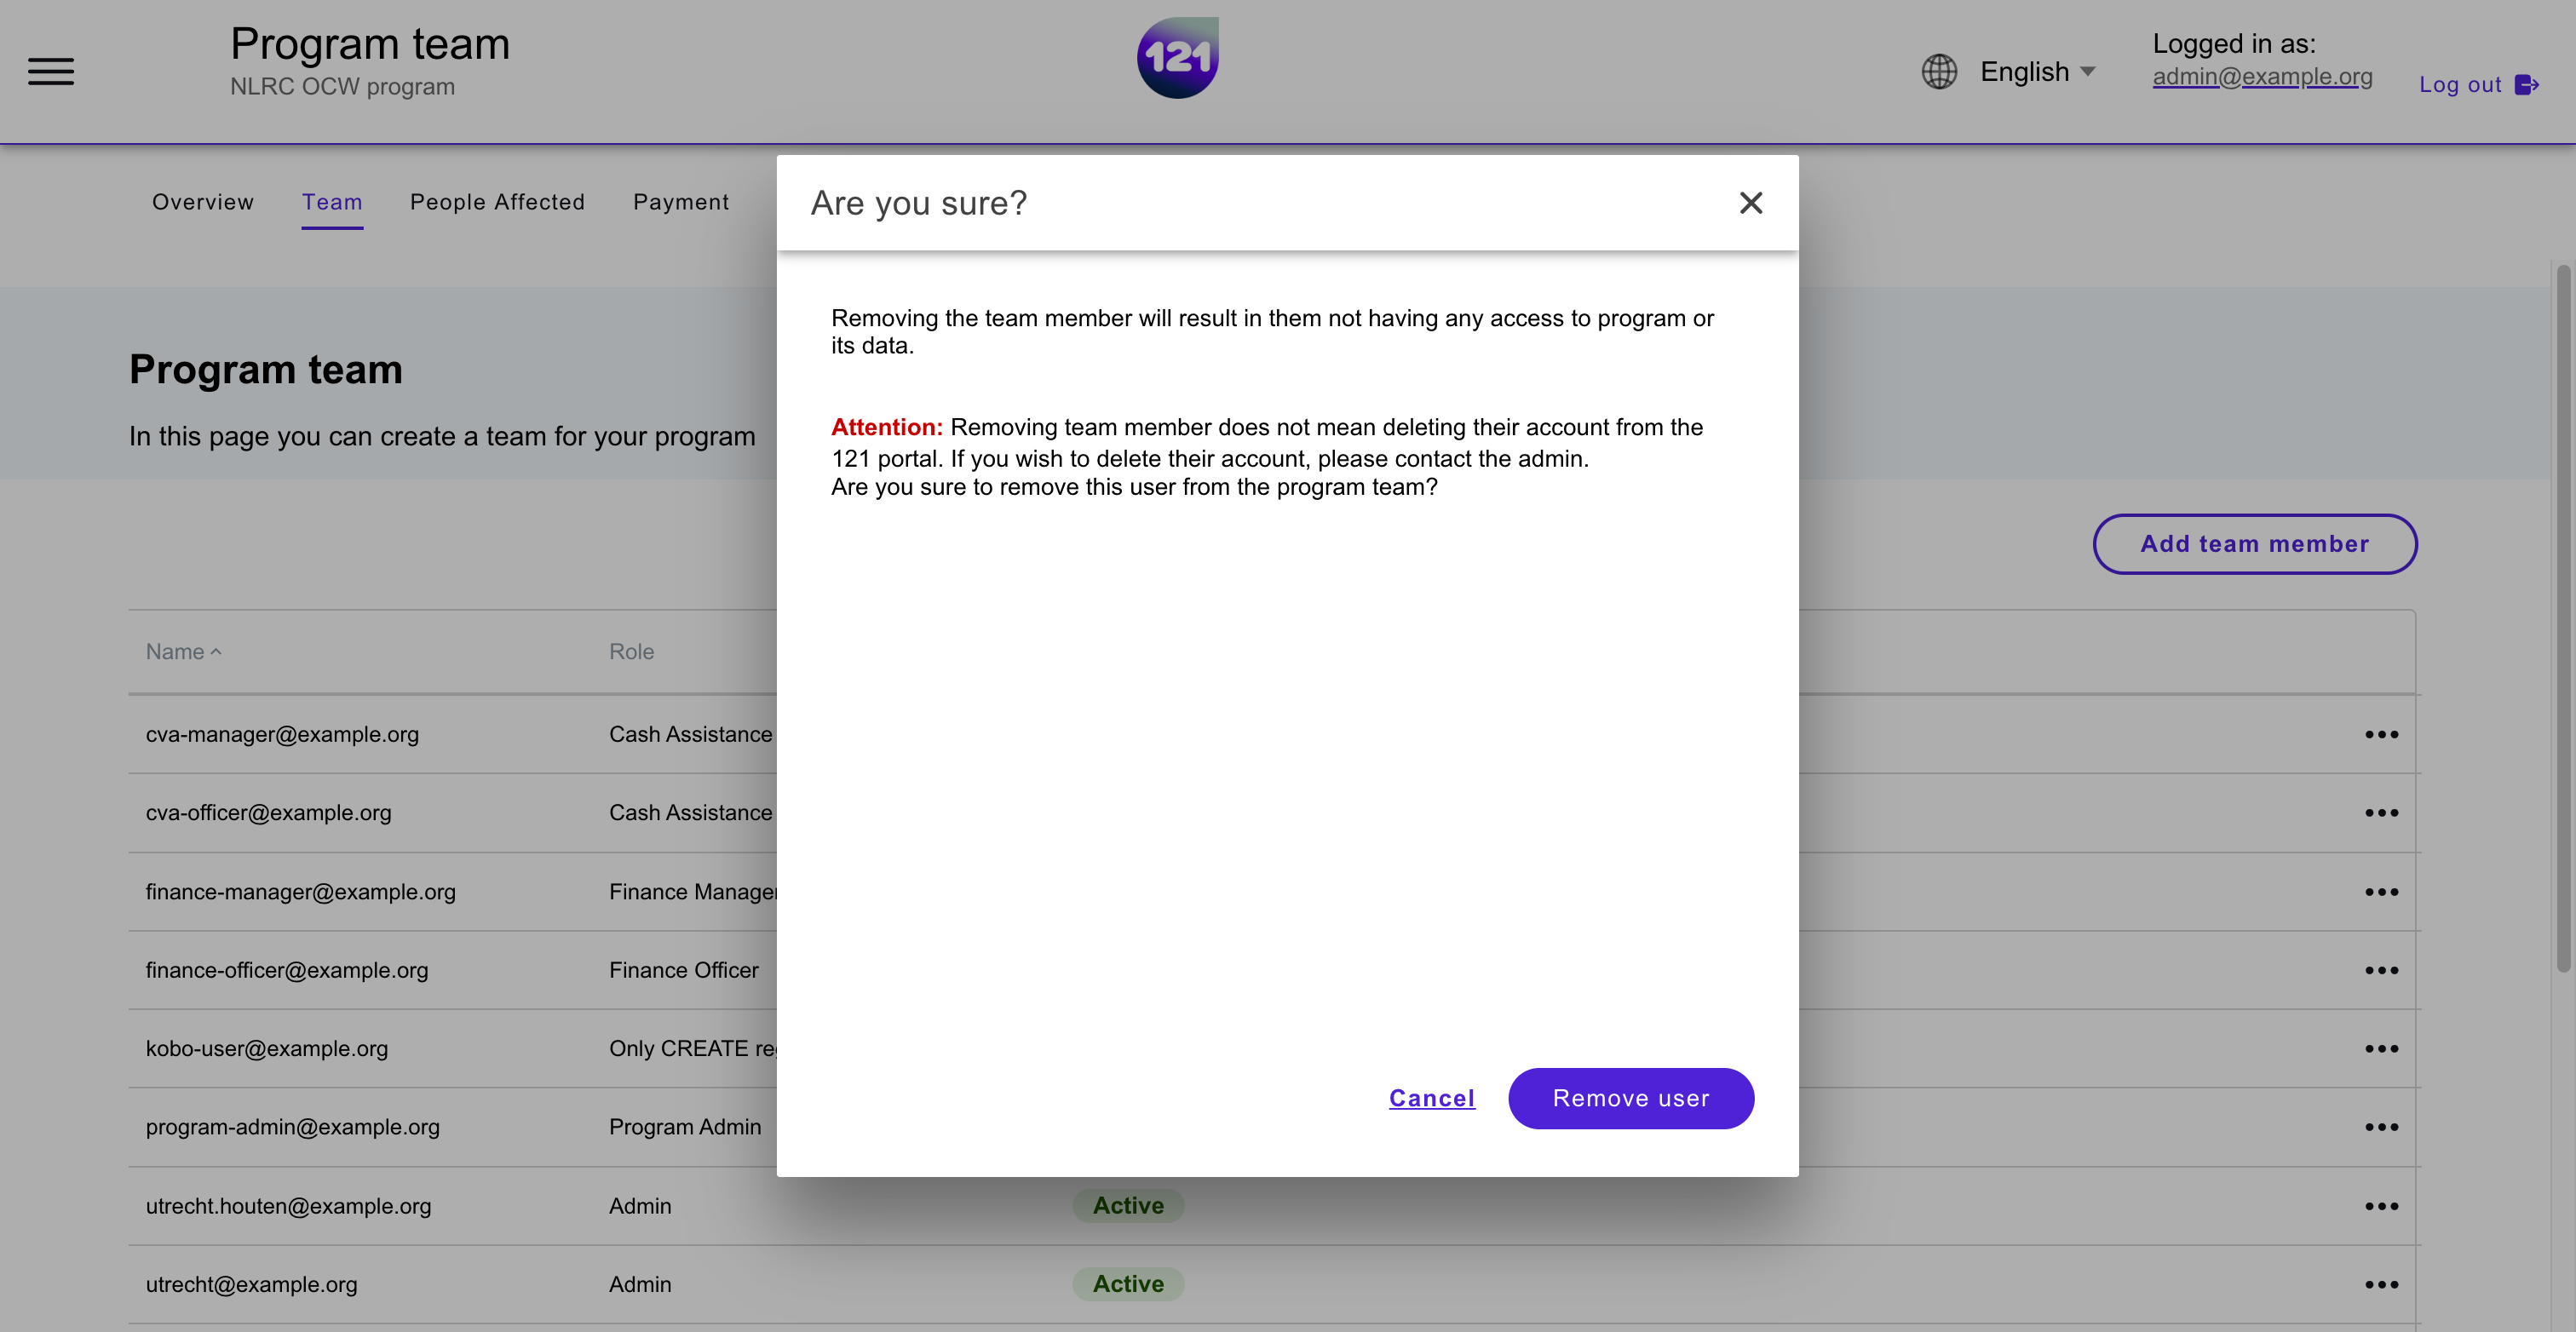 Program team
NLRC OCW program
121
English
Logged in as:
admin@example.org
Log out
Overview
Team
People Affected
Payment
Are you sure?
Removing the team member will result in them not having any access to program or
its data.
Attention: Removing team member does not mean deleting their account from the
121 portal. If you wish to delete their account, please contact the admin.
Are you sure to remove this user from the program team?
Cancel
Remove user
Program team
In this page you can create a team for your program
Add team member
Name
Role
cva-manager@example.org
Cash Assistance
cva-officer@example.org
Cash Assistance
finance-manager@example.org
Finance Manager
finance-officer@example.org
Finance Officer
kobo-user@example.org
Only CREATE
program-admin@example.org
Program Admin
utrecht.houten@example.org
Admin
Active
utrecht@example.org
Admin
Active